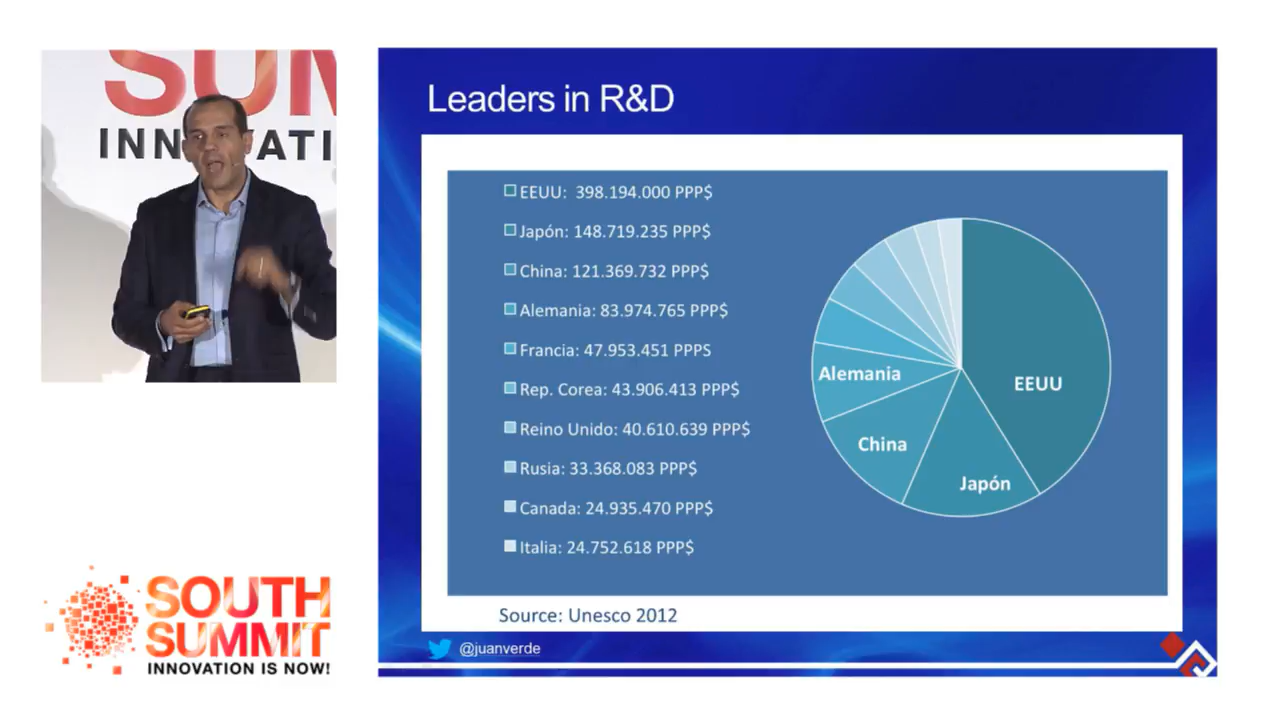 SUM
INNOVATI
SOUTH
SUMMIT
INNOVATION IS NOW!
Leaders in R&D
EEUU:  398.194.000 PPP$
Japón: 148.719.235 PPP$
China: 121.369.732 PPP$
Alemania: 83.974.765 PPP$
Francia: 47.953.451 PPPS
Rep. Corea: 43.906.413 PPP$
Reino Unido: 40.610.639 PPP$
Rusia: 33.368.083 PPP$
Canada: 24.935.470 PPP$
Italia: 24.752.618 PPP$
EEUU
Japón
China
Alemania
Source: Unesco 2012
@juanverde